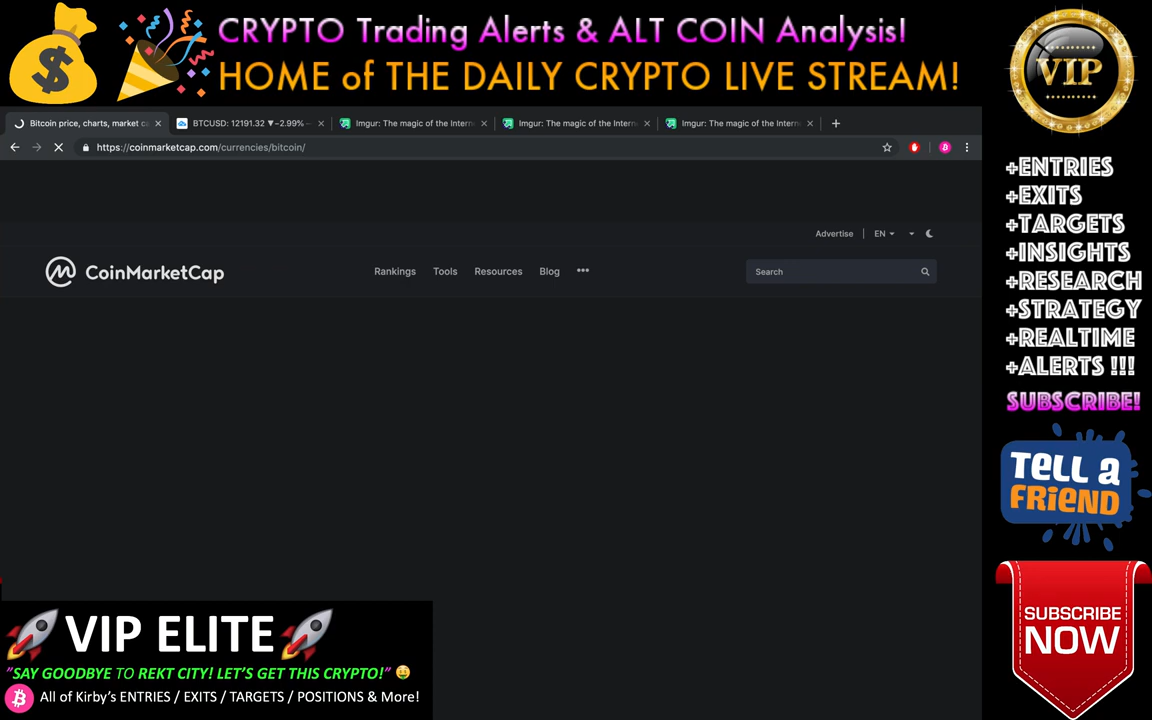 CRYPTO Trading Alerts & ALT COIN Analysis!
HOME of THE DAILY CRYPTO LIVE STREAM!
VIP
Bitcoin price, charts, market c
BTCUSD: 12191.32 ▼−2.99%
Imgur: The magic of the Intern
Imgur: The magic of the Intern
Imgur: The magic of the Intern
https://coinmarketcap.com/currencies/bitcoin/
Advertise
EN
CoinMarketCap
Rankings
Tools
Resources
Blog
Search
+ENTRIES
+EXITS
+TARGETS
+INSIGHTS
+RESEARCH
+STRATEGY
+REALTIME
+ALERTS !!!
SUBSCRIBE!
TELL a
FRiEND
SUBSCRIBE
NOW
VIP ELITE
"SAY GOODBYE TO REKT CITY! LET'S GET THIS CRYPTO!"
All of Kirby's ENTRIES / EXITS / TARGETS / POSITIONS & More!